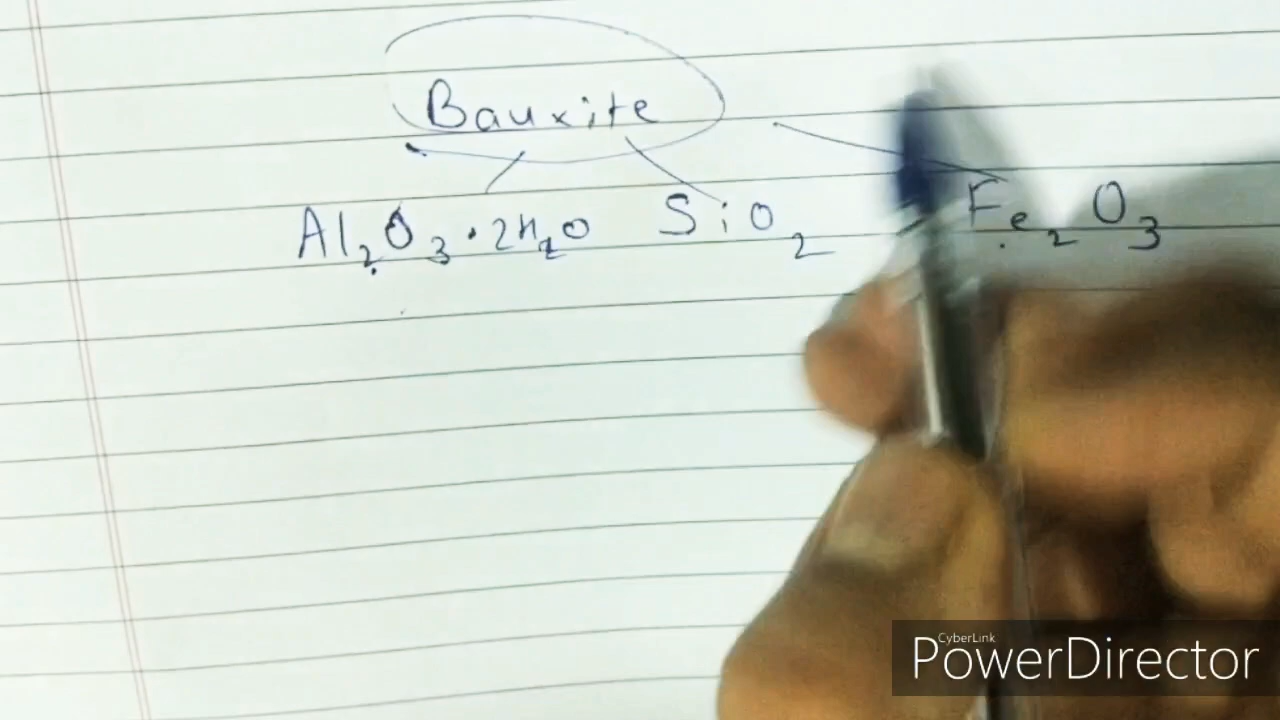 Bauxite
Al₂O₃·2H₂O SiO₂ Fe₂O₃
CyberLink
PowerDirector